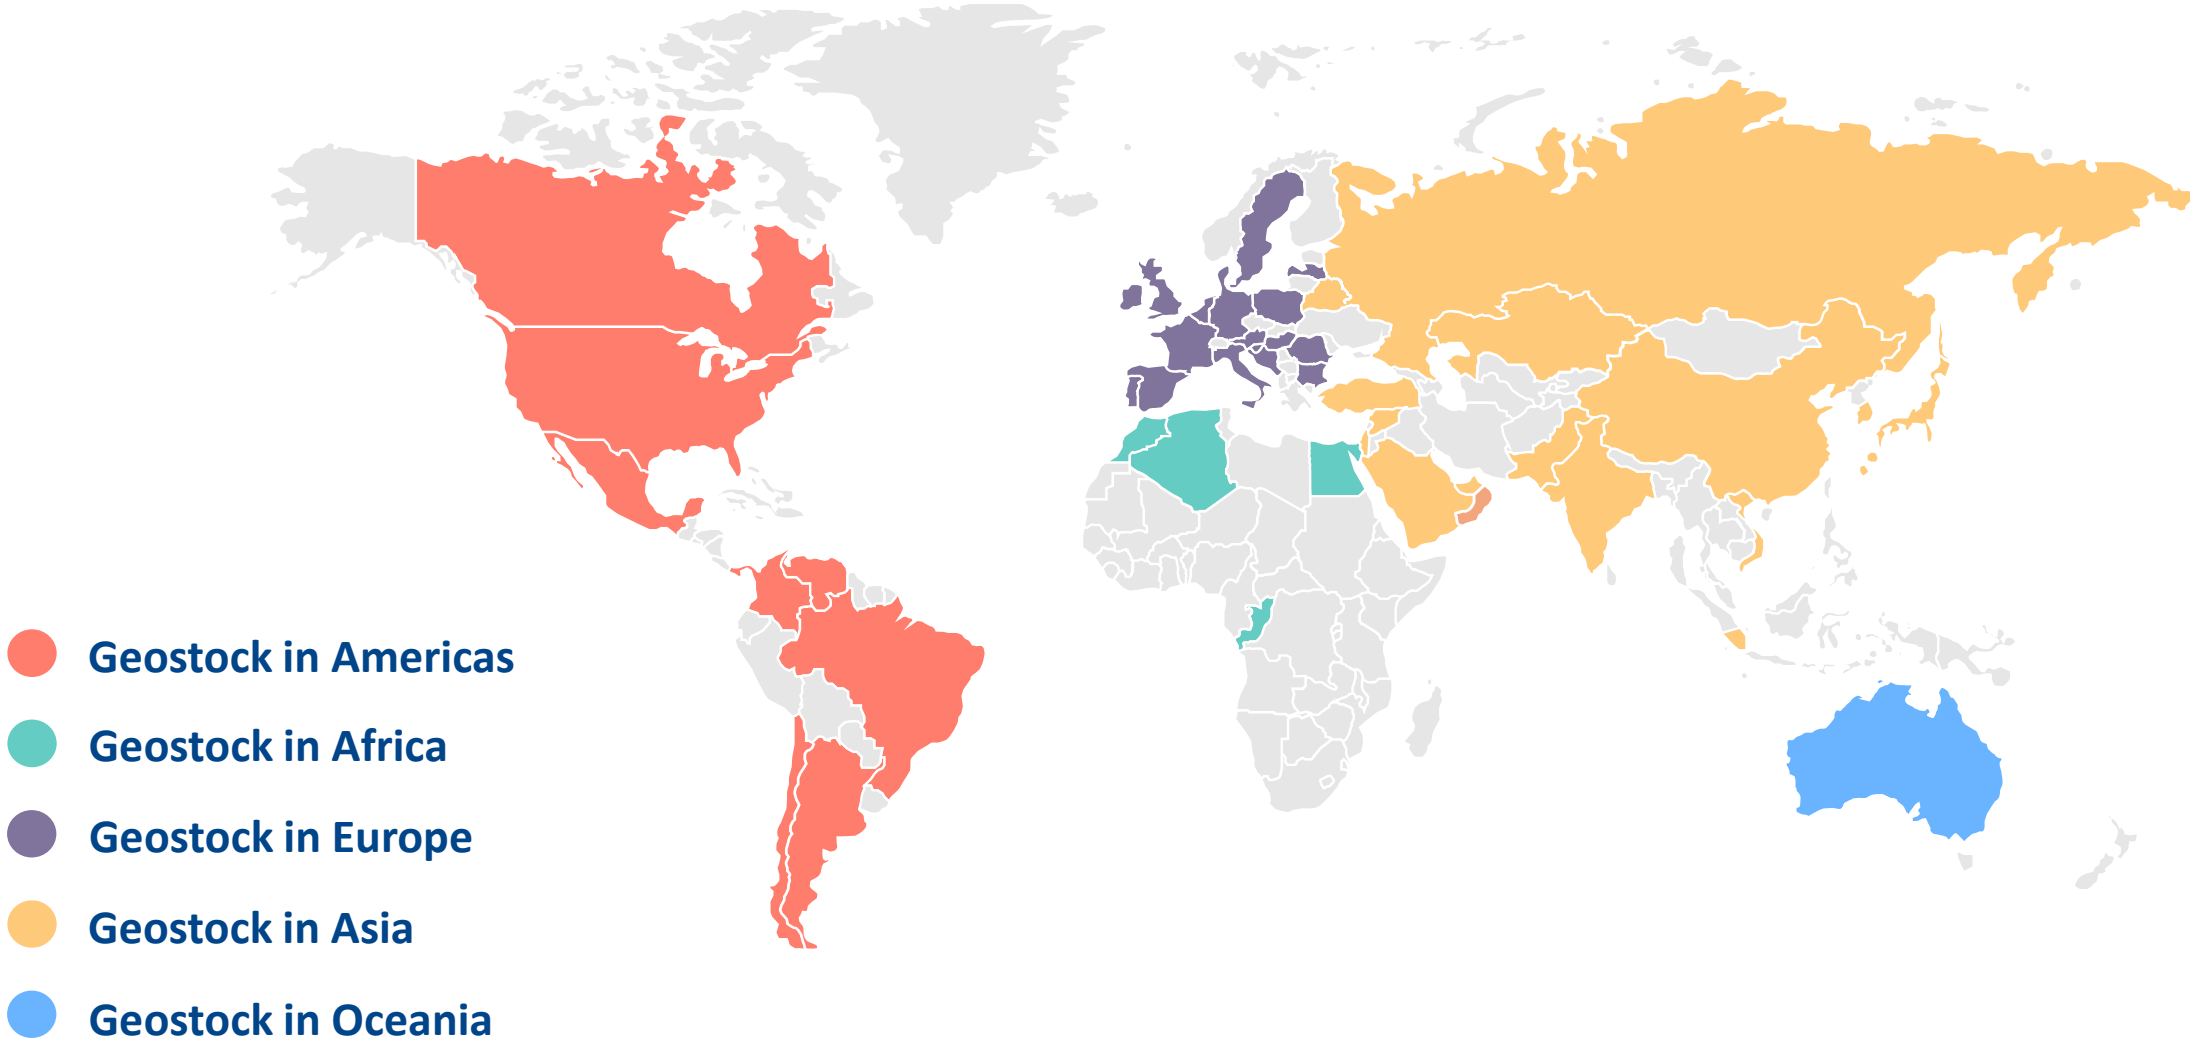 Geostock in Americas
Geostock in Africa
Geostock in Europe
Geostock in Asia
Geostock in Oceania